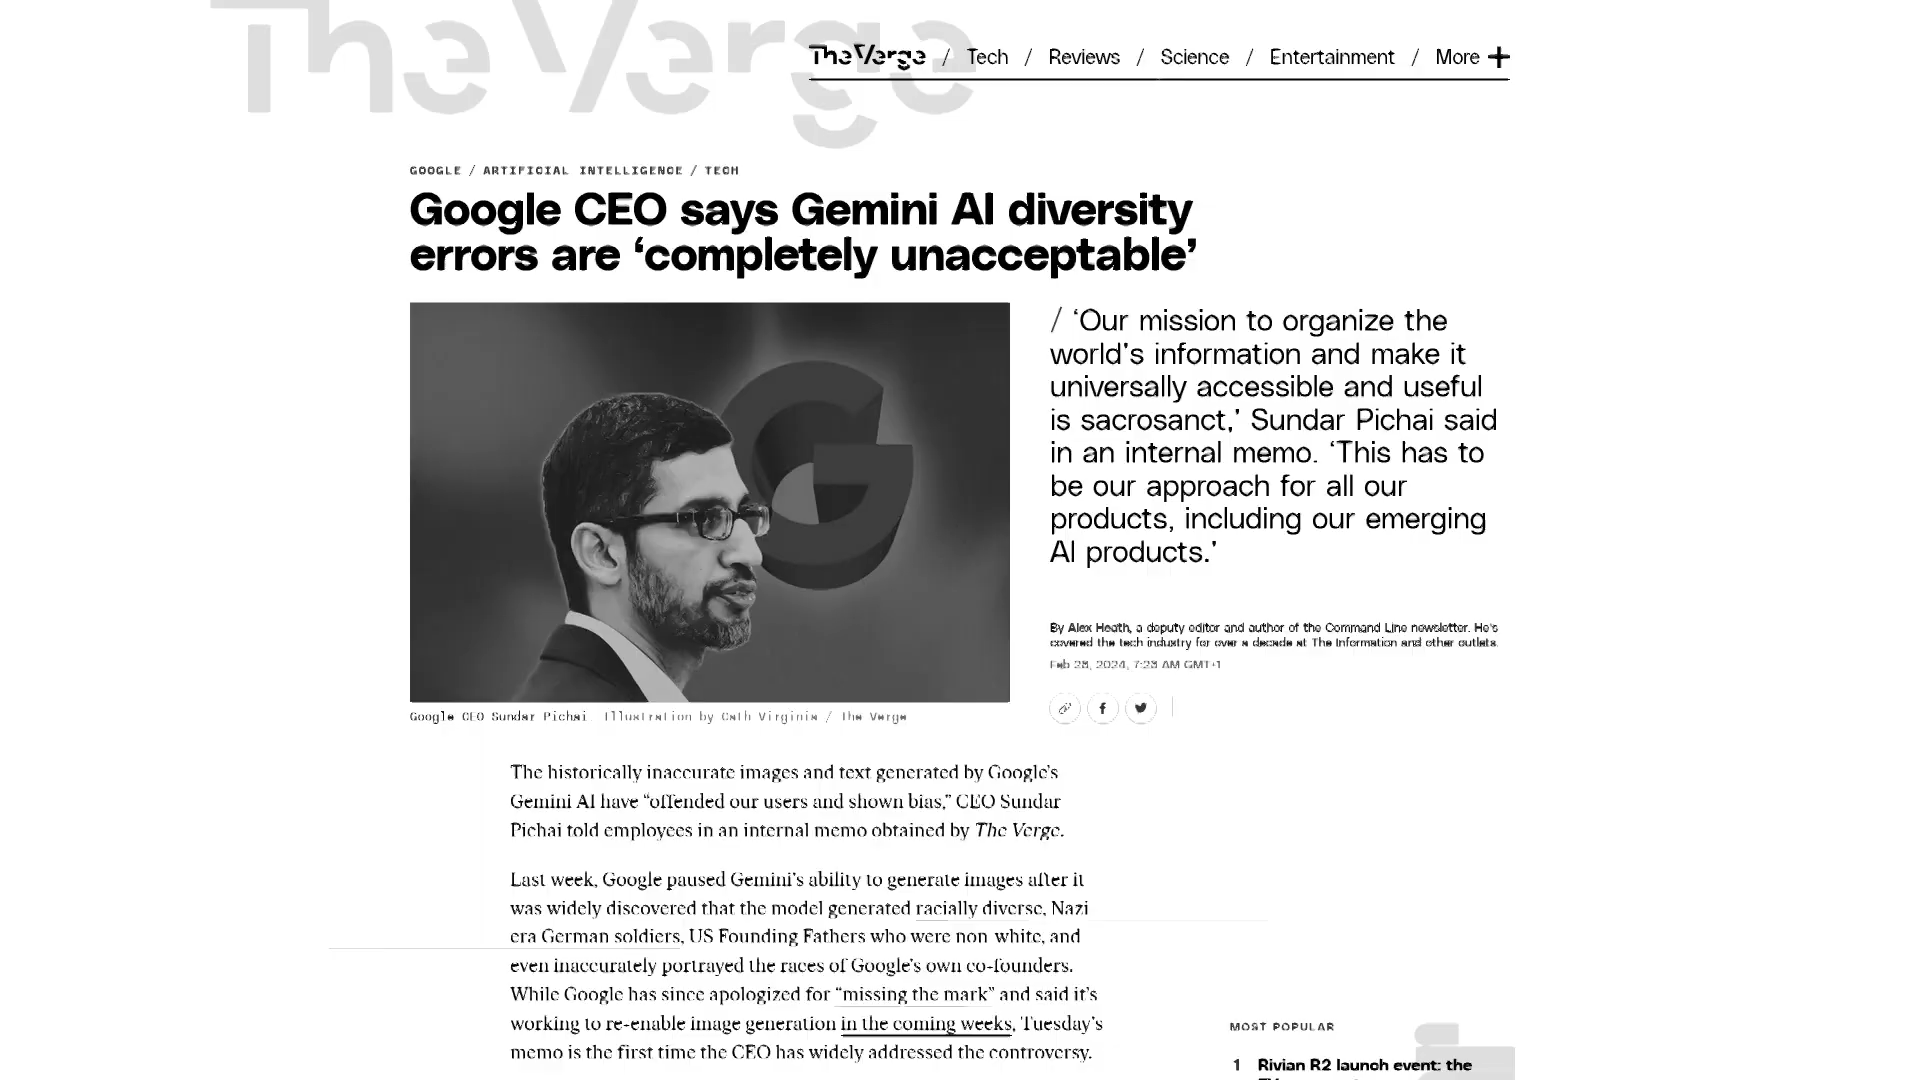 The Verge
The Verge / Tech / Reviews / Science / Entertainment / More +
GOOGLE / ARTIFICIAL INTELLIGENCE / TECH
Google CEO says Gemini AI diversity
errors are ‘completely unacceptable’
/ ‘Our mission to organize the
world’s information and make it
universally accessible and useful
is sacrosanct,’ Sundar Pichai said
in an internal memo. ‘This has to
be our approach for all our
products, including our emerging
AI products.’
By Alex Heath, a deputy editor and author of the Command Line newsletter. He’s
covered the tech industry for over a decade at The Information and other outlets.
Feb 28, 2024, 7:23 AM GMT+1
Google CEO Sundar Pichai. Illustration by Cath Virginia / The Verge
The historically inaccurate images and text generated by Google’s
Gemini AI have “offended our users and shown bias,” CEO Sundar
Pichai told employees in an internal memo obtained by The Verge.
Last week, Google paused Gemini’s ability to generate images after it
was widely discovered that the model generated racially diverse, Nazi
era German soldiers, US Founding Fathers who were non-white, and
even inaccurately portrayed the races of Google’s own co-founders.
While Google has since apologized for “missing the mark” and said it’s
working to re-enable image generation in the coming weeks, Tuesday’s
memo is the first time the CEO has widely addressed the controversy.
MOST POPULAR
1 Rivian R2 launch event: the